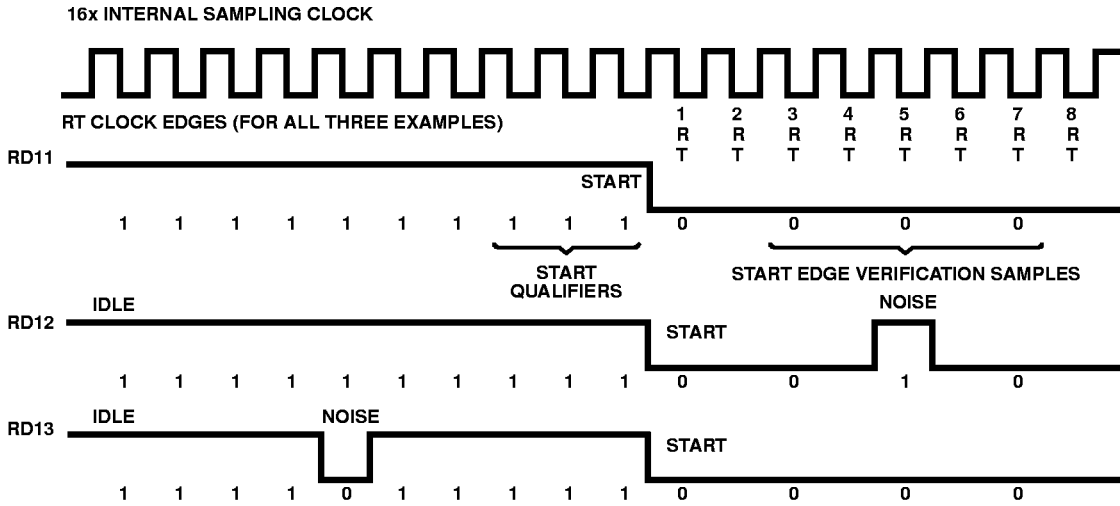 16x INTERNAL SAMPLING CLOCK
RT CLOCK EDGES (FOR ALL THREE EXAMPLES)
1 2 3 4 5 6 7 8
R R R R R R R R
T T T T T T T T
RD11
START
1 1 1 1 1 1 1 1 1 1 0 0 0 0
START
QUALIFIERS
START EDGE VERIFICATION SAMPLES
RD12
IDLE
START
NOISE
1 1 1 1 1 1 1 1 1 1 0 0 1 0
RD13
IDLE
NOISE
START
1 1 1 1 0 1 1 1 1 1 0 0 0 0